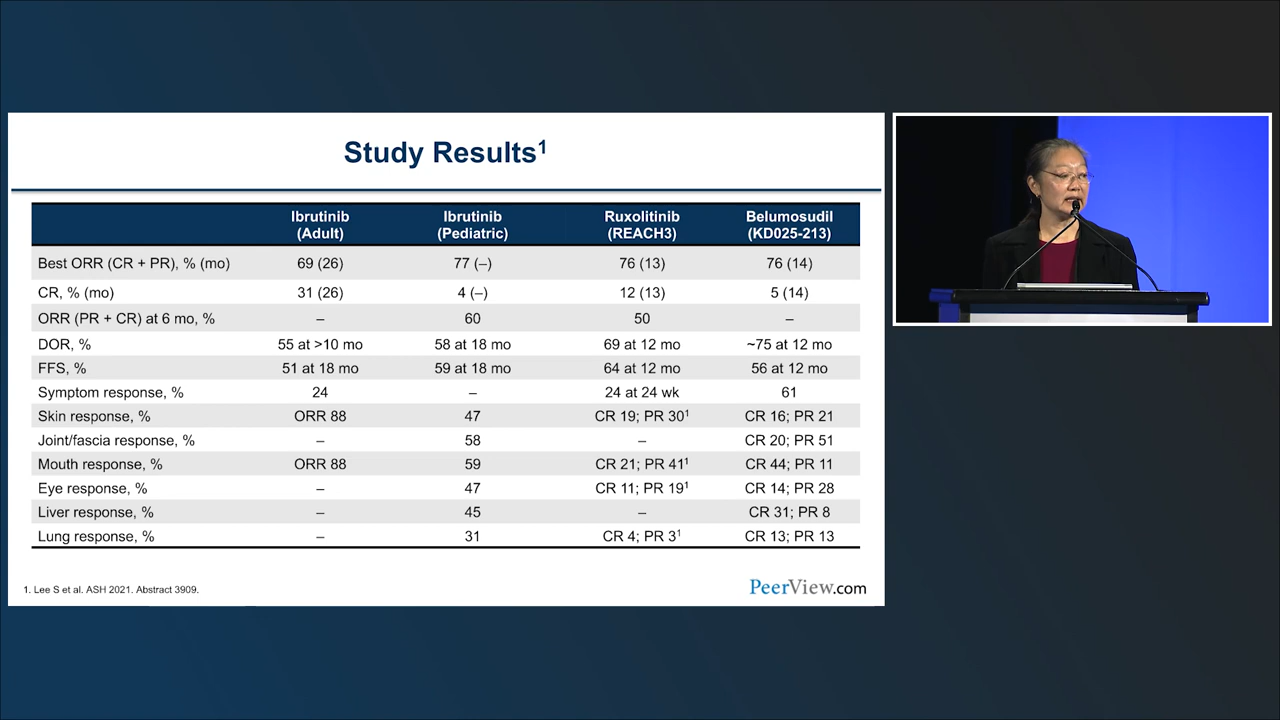 Study Results¹
Ibrutinib (Adult) Ibrutinib (Pediatric) Ruxolitinib (REACH3) Belumosudil (KD025-213)
Best ORR (CR + PR), % (mo) 69 (26) 77 (–) 76 (13) 76 (14)
CR, % (mo) 31 (26) 4 (–) 12 (13) 5 (14)
ORR (PR + CR) at 6 mo, % – 60 50 –
DOR, % 55 at >10 mo 58 at 18 mo 69 at 12 mo ~75 at 12 mo
FFS, % 51 at 18 mo 59 at 18 mo 64 at 12 mo 56 at 12 mo
Symptom response, % 24 – 24 at 24 wk 61
Skin response, % ORR 88 47 CR 19; PR 30¹ CR 16; PR 21
Joint/fascia response, % – 58 – CR 20; PR 51
Mouth response, % ORR 88 59 CR 21; PR 41¹ CR 44; PR 11
Eye response, % – 47 CR 11; PR 19¹ CR 14; PR 28
Liver response, % – 45 – CR 31; PR 8
Lung response, % – 31 CR 4; PR 3¹ CR 13; PR 13
1. Lee S et al. ASH 2021. Abstract 3909.
PeerView.com